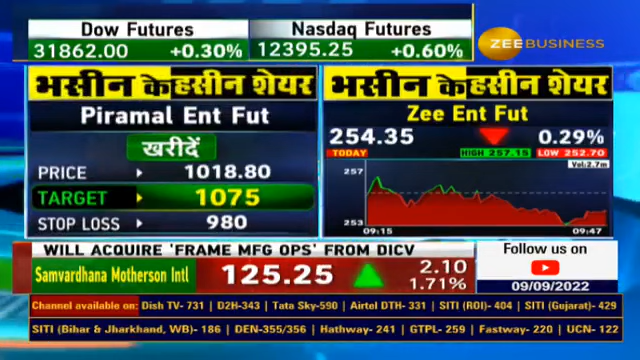 Dow Futures
31862.00 +0.30%
Nasdaq Futures
12395.25 +0.60%
ZEE BUSINESS
भसीन के हसीन शेयर
Piramal Ent Fut
खरीदें
PRICE 1018.80
TARGET 1075
STOP LOSS 980
भसीन के हसीन शेयर
Zee Ent Fut
254.35 0.29%
TODAY HIGH 257.15 LOW 252.70
Vol:2.7m
257
253
09:15 09:47
WILL ACQUIRE 'FRAME MFG OPS' FROM DICV
Samvardhana Motherson Intl 125.25 2.10
1.71%
Follow us on
09/09/2022
Channel available on: Dish TV- 731 | D2H-343 | Tata Sky-590 | Airtel DTH- 331 | SITI (ROI)- 404 | SITI (Gujarat)- 429
SITI (Bihar & Jharkhand, WB)- 186 | DEN-355/356 | Hathway- 241 | GTPL- 259 | Fastway- 220 | UCN- 122